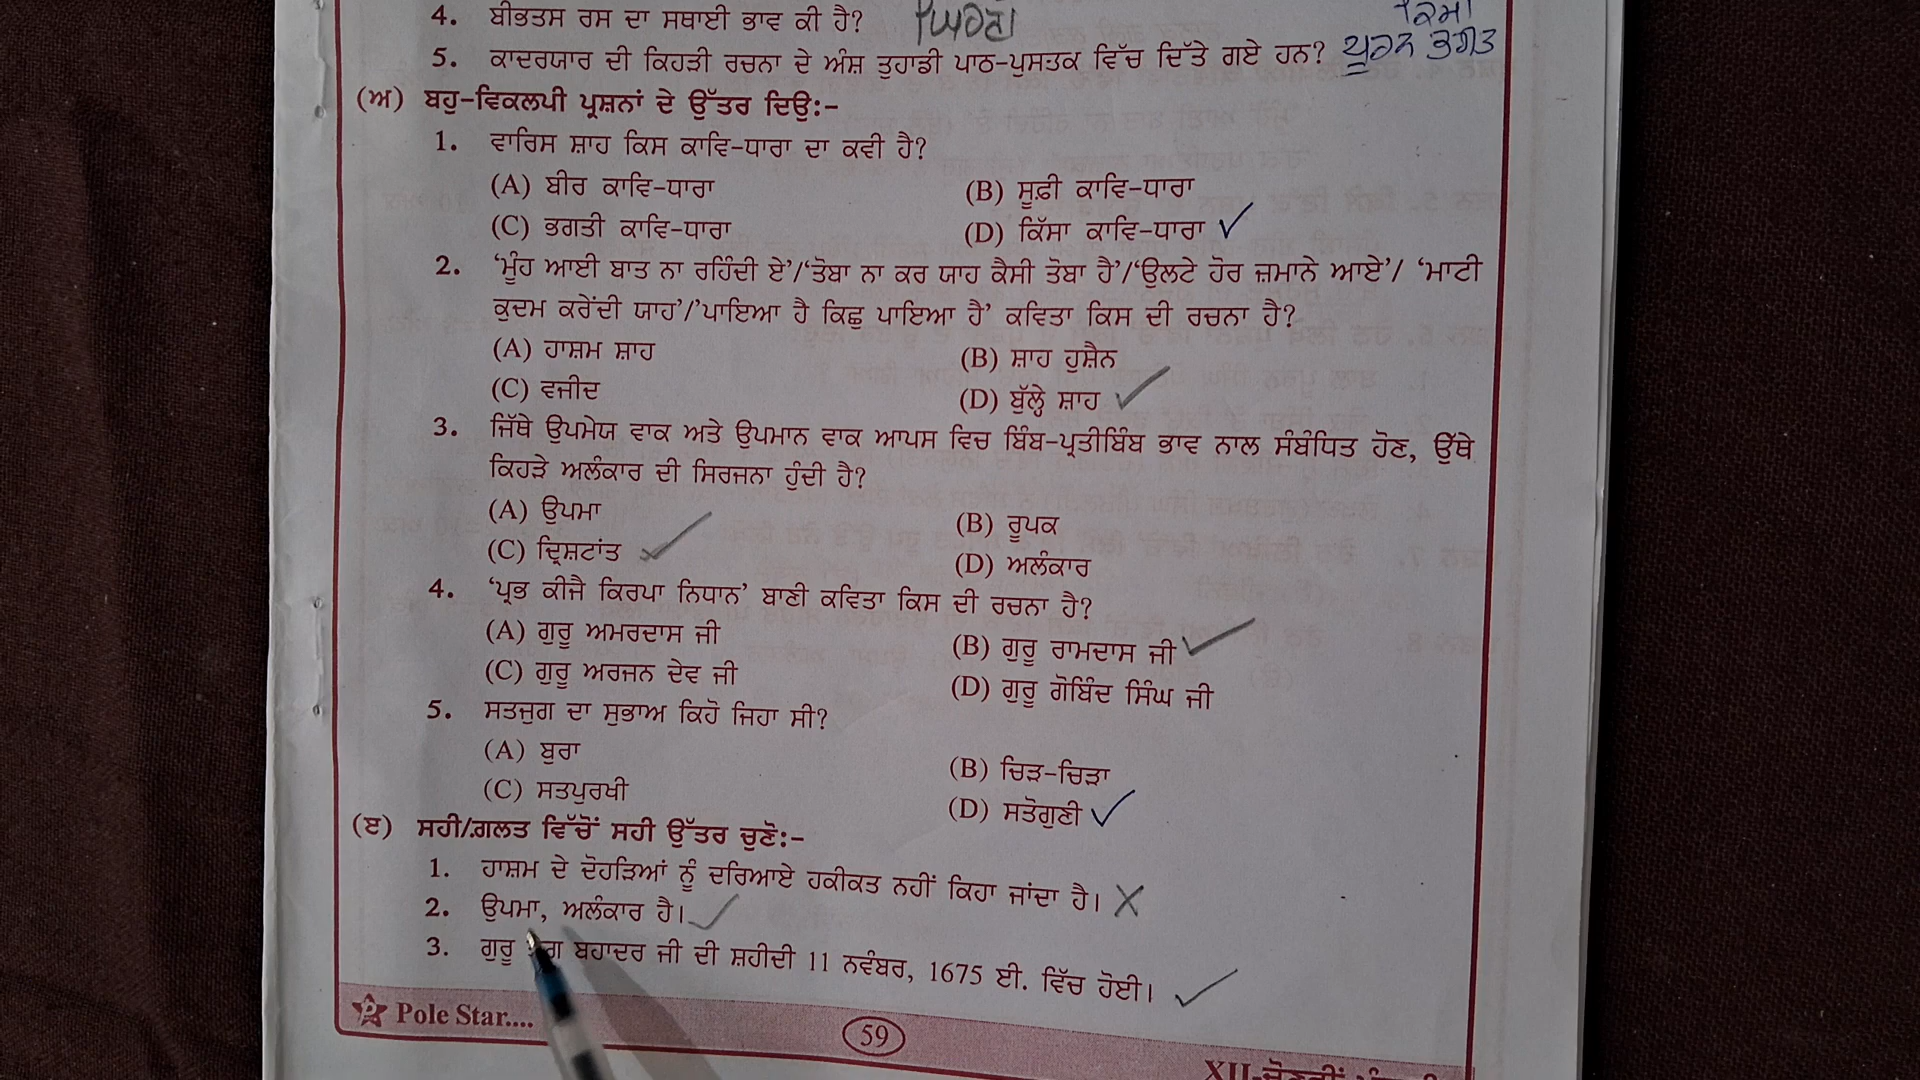 4. ਬੀਭਤਸ ਰਸ ਦਾ ਸਥਾਈ ਭਾਵ ਕੀ ਹੈ?
5. ਕਾਦਰਯਾਰ ਦੀ ਕਿਹੜੀ ਰਚਨਾ ਦੇ ਅੰਸ਼ ਤੁਹਾਡੀ ਪਾਠ-ਪੁਸਤਕ ਵਿੱਚ ਦਿੱਤੇ ਗਏ ਹਨ? ਪੂਰਨ ਭਗਤ
(ਅ) ਬਹੁ-ਵਿਕਲਪੀ ਪ੍ਰਸ਼ਨਾਂ ਦੇ ਉੱਤਰ ਦਿਉ:-
1. ਵਾਰਿਸ ਸ਼ਾਹ ਕਿਸ ਕਾਵਿ-ਧਾਰਾ ਦਾ ਕਵੀ ਹੈ?
(A) ਬੀਰ ਕਾਵਿ-ਧਾਰਾ (B) ਸੂਫ਼ੀ ਕਾਵਿ-ਧਾਰਾ
(C) ਭਗਤੀ ਕਾਵਿ-ਧਾਰਾ (D) ਕਿੱਸਾ ਕਾਵਿ-ਧਾਰਾ ✓
2. ‘ਮੂੰਹ ਆਈ ਬਾਤ ਨਾ ਰਹਿੰਦੀ ਏ’/‘ਤੋਬਾ ਨਾ ਕਰ ਯਾਹ ਕੈਸੀ ਤੋਬਾ ਹੈ’/‘ਉਲਟੇ ਹੋਰ ਜ਼ਮਾਨੇ ਆਏ’/ ‘ਮਾਟੀ
ਕੁਦਮ ਕਰੇਂਦੀ ਯਾਹ’/’ਪਾਇਆ ਹੈ ਕਿਛੁ ਪਾਇਆ ਹੈ’ ਕਵਿਤਾ ਕਿਸ ਦੀ ਰਚਨਾ ਹੈ?
(A) ਹਾਸ਼ਮ ਸ਼ਾਹ (B) ਸ਼ਾਹ ਹੁਸੈਨ
(C) ਵਜੀਦ (D) ਬੁੱਲ੍ਹੇ ਸ਼ਾਹ ✓
3. ਜਿੱਥੇ ਉਪਮੇਯ ਵਾਕ ਅਤੇ ਉਪਮਾਨ ਵਾਕ ਆਪਸ ਵਿਚ ਬਿੰਬ-ਪ੍ਰਤੀਬਿੰਬ ਭਾਵ ਨਾਲ ਸੰਬੰਧਿਤ ਹੋਣ, ਉੱਥੇ
ਕਿਹੜੇ ਅਲੰਕਾਰ ਦੀ ਸਿਰਜਨਾ ਹੁੰਦੀ ਹੈ?
(A) ਉਪਮਾ (B) ਰੂਪਕ
(C) ਦ੍ਰਿਸ਼ਟਾਂਤ ✓ (D) ਅਲੰਕਾਰ
4. ‘ਪ੍ਰਭ ਕੀਜੈ ਕਿਰਪਾ ਨਿਧਾਨ’ ਬਾਣੀ ਕਵਿਤਾ ਕਿਸ ਦੀ ਰਚਨਾ ਹੈ?
(A) ਗੁਰੂ ਅਮਰਦਾਸ ਜੀ (B) ਗੁਰੂ ਰਾਮਦਾਸ ਜੀ ✓
(C) ਗੁਰੂ ਅਰਜਨ ਦੇਵ ਜੀ (D) ਗੁਰੂ ਗੋਬਿੰਦ ਸਿੰਘ ਜੀ
5. ਸਤਜੁਗ ਦਾ ਸੁਭਾਅ ਕਿਹੋ ਜਿਹਾ ਸੀ?
(A) ਬੁਰਾ (B) ਚਿੜ-ਚਿੜਾ
(C) ਸਤਪੁਰਖੀ (D) ਸਤੋਗੁਣੀ ✓
(ੲ) ਸਹੀ/ਗ਼ਲਤ ਵਿੱਚੋਂ ਸਹੀ ਉੱਤਰ ਚੁਣੋ:-
1. ਹਾਸ਼ਮ ਦੇ ਦੋਹੜਿਆਂ ਨੂੰ ਦਰਿਆਏ ਹਕੀਕਤ ਨਹੀਂ ਕਿਹਾ ਜਾਂਦਾ ਹੈ। X
2. ਉਪਮਾ, ਅਲੰਕਾਰ ਹੈ। ✓
3. ਗੁਰੂ ਬਹਾਦਰ ਜੀ ਦੀ ਸ਼ਹੀਦੀ 11 ਨਵੰਬਰ, 1675 ਈ. ਵਿੱਚ ਹੋਈ। ✓
Pole Star.... 59